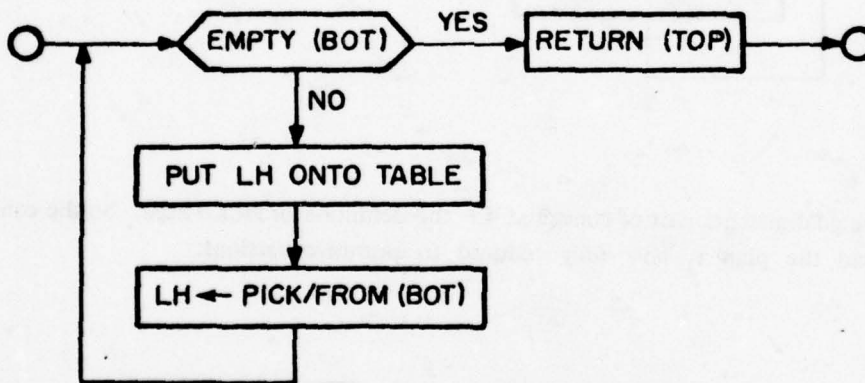 EMPTY (BOT)
YES
RETURN (TOP)
NO
PUT LH ONTO TABLE
LH ← PICK/FROM (BOT)